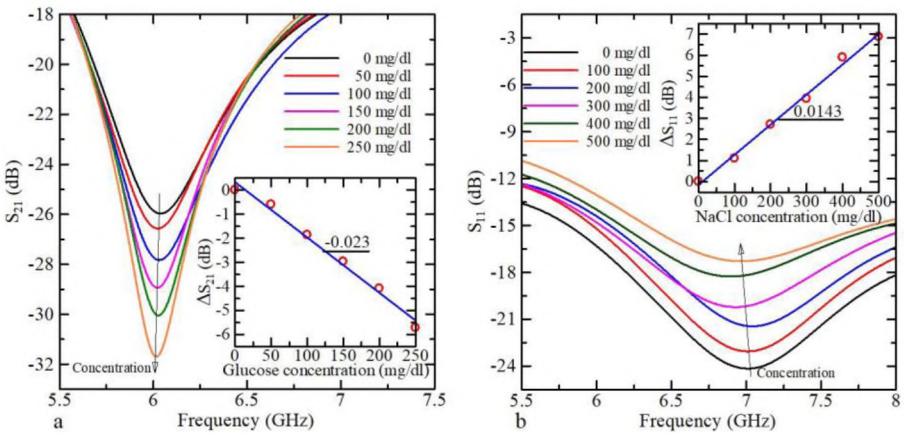 -18
-20
-22
-24
-26
-28
-30
-32
S21 (dB)
0 mg/dl
50 mg/dl
100 mg/dl
150 mg/dl
200 mg/dl
250 mg/dl
0
-1
-2
-3
-4
-5
-6
ΔS21 (dB)
-0.023
0 50 100 150 200 250
Glucose concentration (mg/dl)
Concentration
5.5 6 6.5 7 7.5
a Frequency (GHz)
-3
-6
-9
-12
-15
-18
-21
-24
S11 (dB)
0 mg/dl
100 mg/dl
200 mg/dl
300 mg/dl
400 mg/dl
500 mg/dl
7
6
5
4
3
2
1
0
ΔS11 (dB)
0.0143
0 100 200 300 400 500
NaCl concentration (mg/dl)
Concentration
5.5 6 6.5 7 7.5 8
b Frequency (GHz)